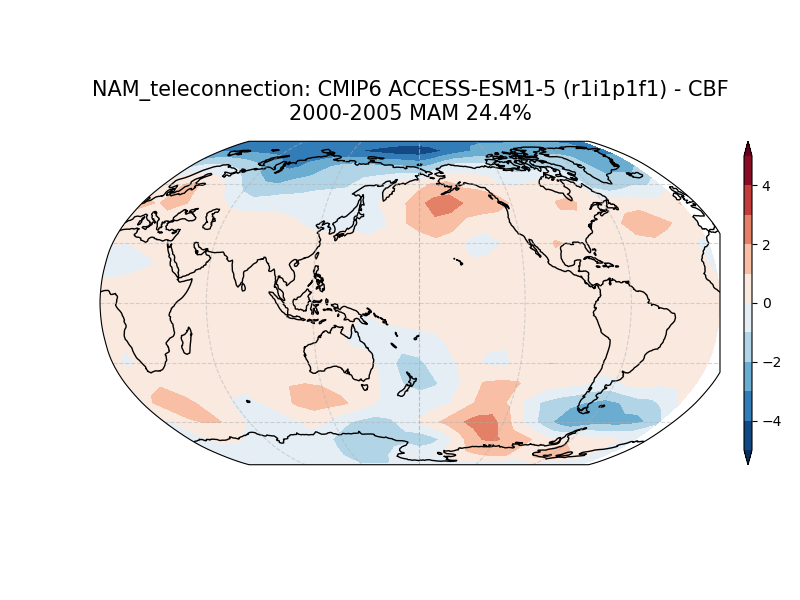 NAM_teleconnection: CMIP6 ACCESS-ESM1-5 (r1i1p1f1) - CBF
2000-2005 MAM 24.4%
4
2
0
−2
−4